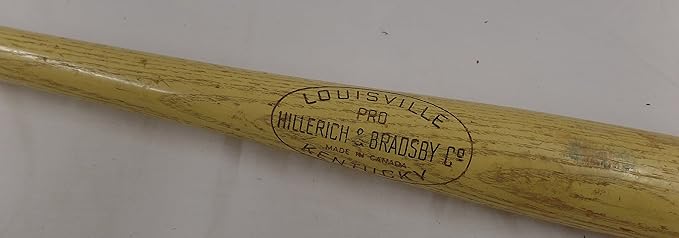 LOUISVILLE
PRO
HILLERICH & BRADSBY Co
MADE IN CANADA
KENTUCKY